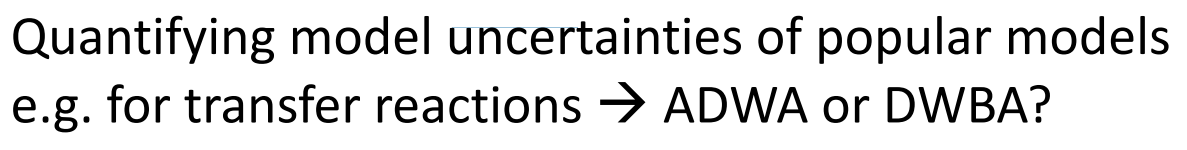 Quantifying model uncertainties of popular models
e.g. for transfer reactions → ADWA or DWBA?